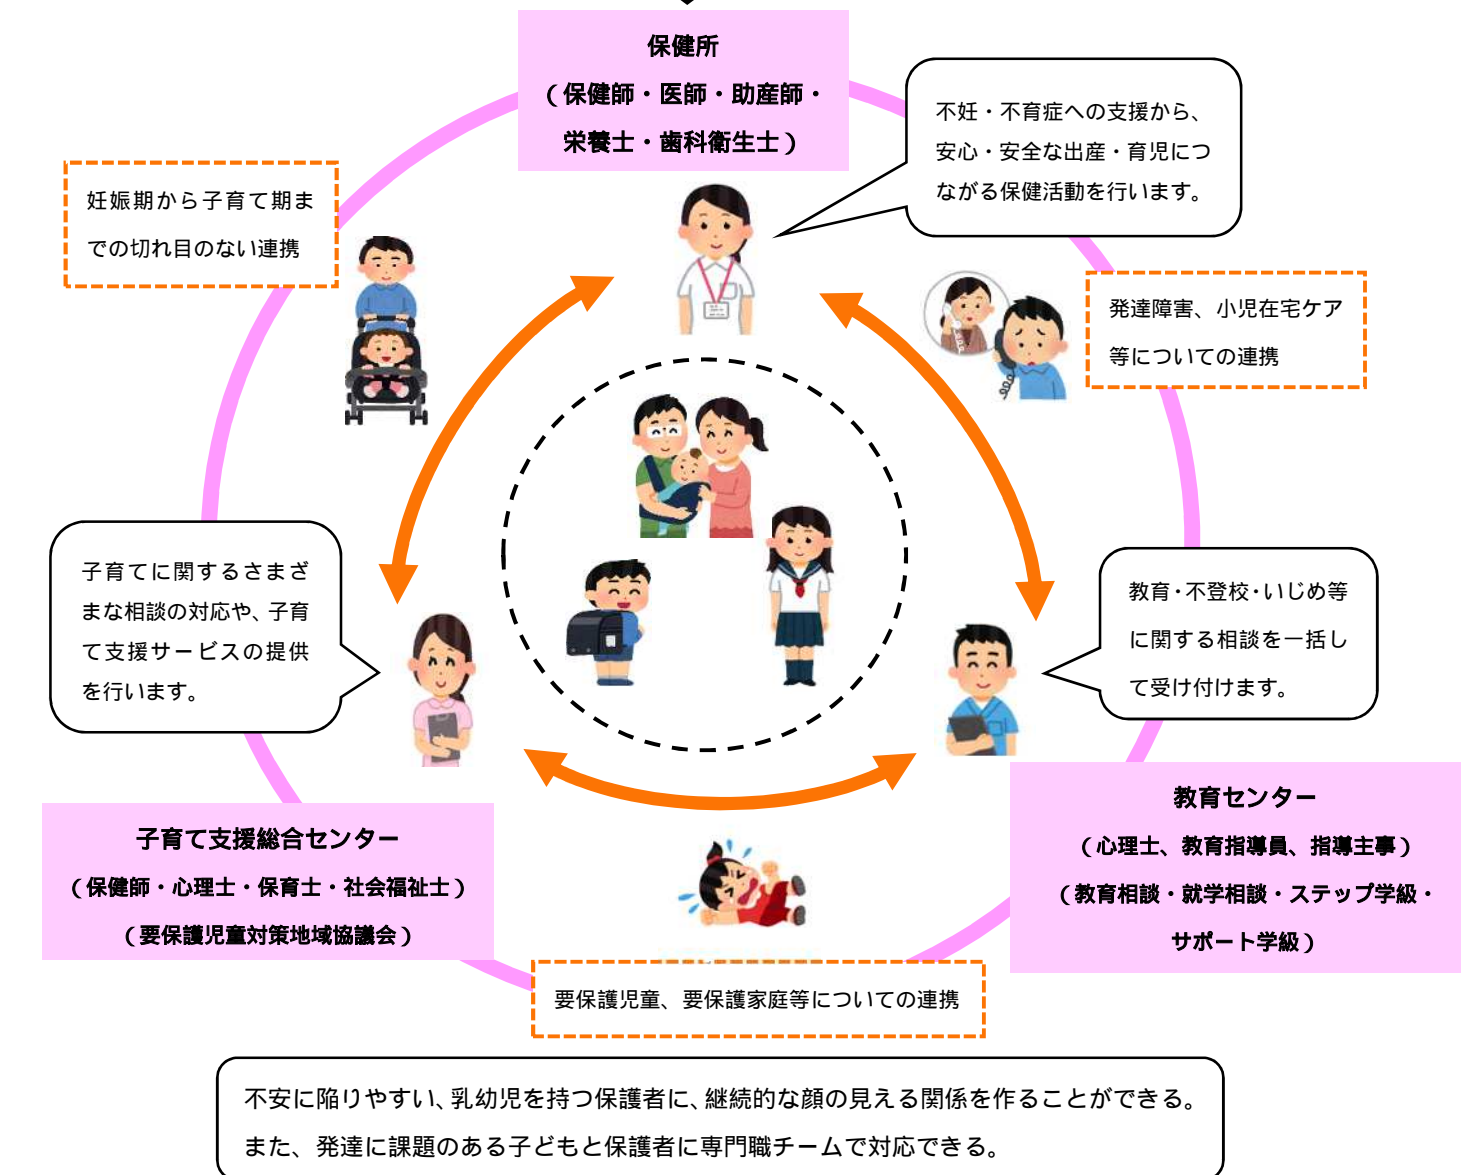 保健所
（保健師・医師・助産師・
栄養士・歯科衛生士）
不妊・不育症への支援から、
安心・安全な出産・育児につ
ながる保健活動を行います。
妊娠期から子育て期ま
での切れ目のない連携
発達障害、小児在宅ケア
等についての連携
子育てに関するさまざ
まな相談の対応や、子育
て支援サービスの提供
を行います。
教育・不登校・いじめ等
に関する相談を一括し
て受け付けます。
子育て支援総合センター
（保健師・心理士・保育士・社会福祉士）
（要保護児童対策地域協議会）
教育センター
（心理士、教育指導員、指導主事）
（教育相談・就学相談・ステップ学級・
サポート学級）
要保護児童、要保護家庭等についての連携
不安に陥りやすい、乳幼児を持つ保護者に、継続的な顔の見える関係を作ることができる。
また、発達に課題のある子どもと保護者に専門職チームで対応できる。